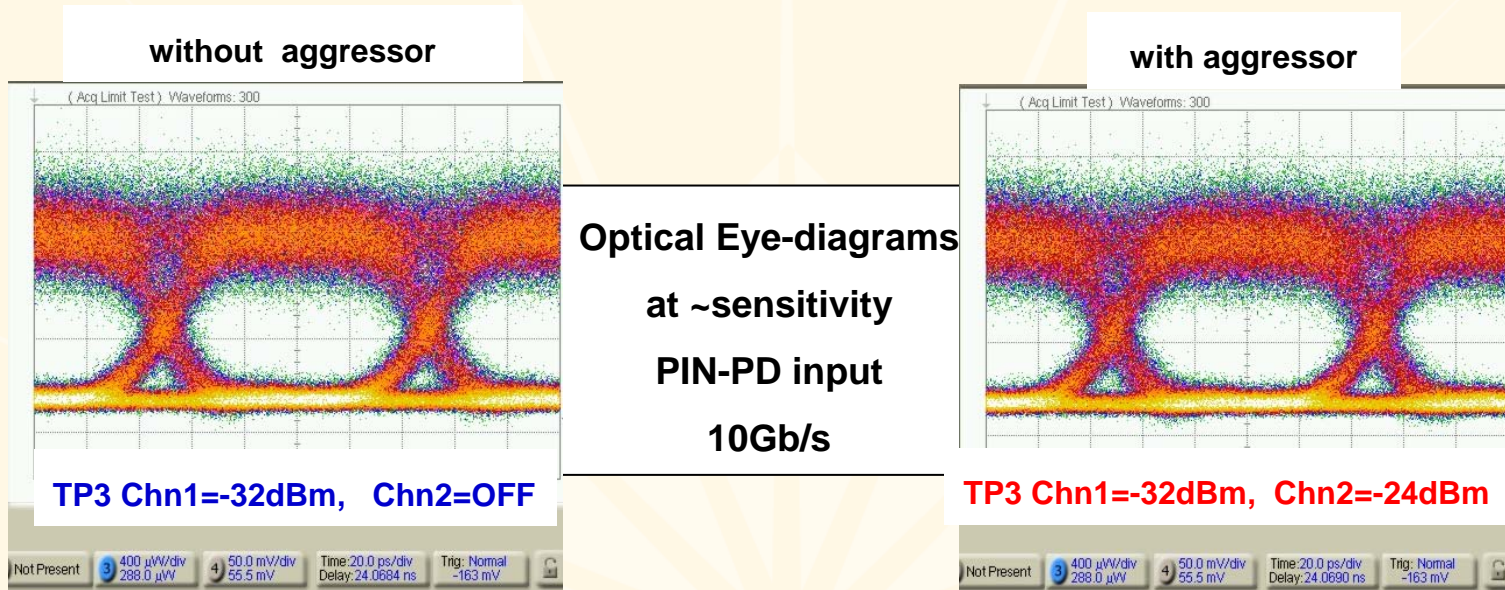 without  aggressor
( Acq Limit Test )  Waveforms: 300
TP3 Chn1=-32dBm,   Chn2=OFF
Not Present
3) 400 µW/div
288.0 µW
4) 50.0 mV/div
55.5 mV
Time:20.0 ps/div
Delay:24.0684 ns
Trig: Normal
-163 mV
Optical Eye-diagrams
at ~sensitivity
PIN-PD input
10Gb/s
with aggressor
( Acq Limit Test )  Waveforms: 300
TP3 Chn1=-32dBm,  Chn2=-24dBm
Not Present
3) 400 µW/div
288.0 µW
4) 50.0 mV/div
55.5 mV
Time:20.0 ps/div
Delay:24.0690 ns
Trig: Normal
-163 mV